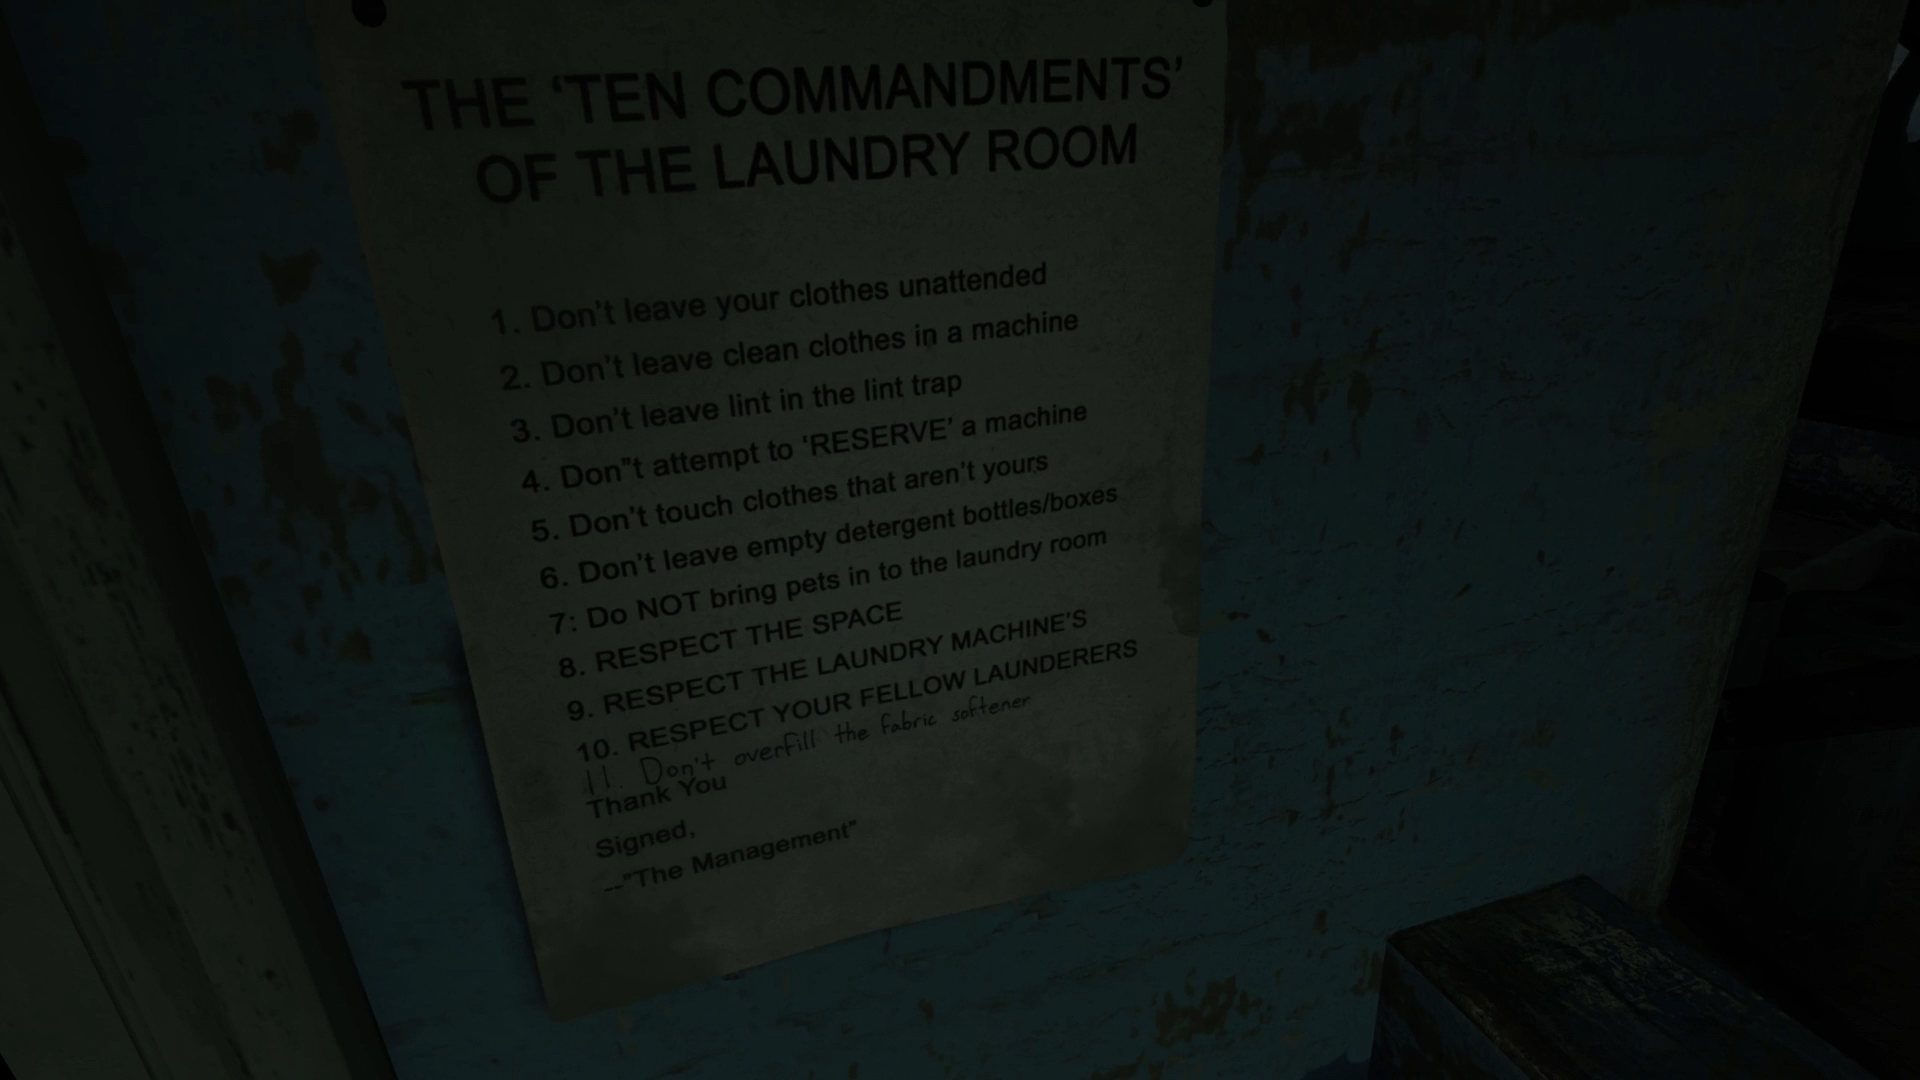 THE ‘TEN COMMANDMENTS’
OF THE LAUNDRY ROOM
1. Don't leave your clothes unattended
2. Don't leave clean clothes in a machine
3. Don't leave lint in the lint trap
4. Don"t attempt to ‘RESERVE’ a machine
5. Don't touch clothes that aren't yours
6. Don't leave empty detergent bottles/boxes
7: Do NOT bring pets in to the laundry room
8. RESPECT THE SPACE
9. RESPECT THE LAUNDRY MACHINE'S
10. RESPECT YOUR FELLOW LAUNDERERS
11. Don't overfill the fabric softener
Thank You
Signed,
--"The Management"